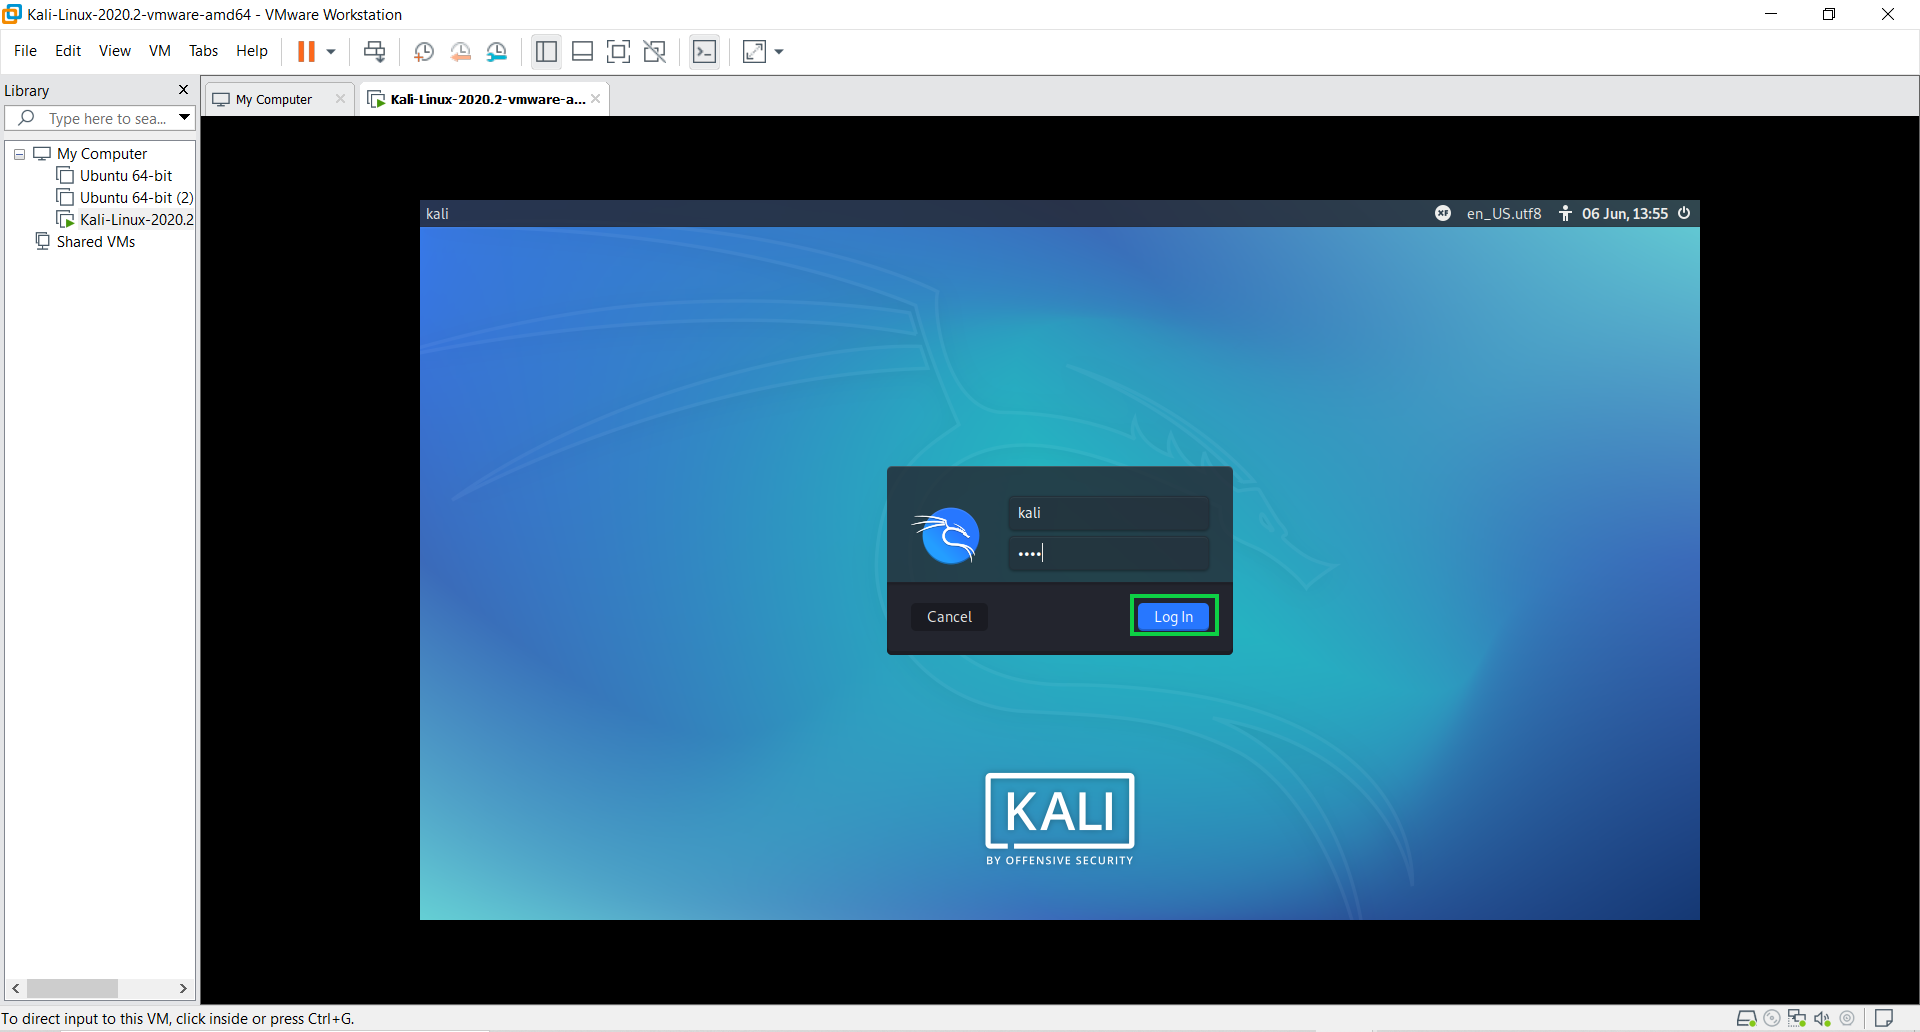 Kali-Linux-2020.2-vmware-amd64 - VMware Workstation
File Edit View VM Tabs Help
Library
Type here to sea...
My Computer
Ubuntu 64-bit
Ubuntu 64-bit (2)
Kali-Linux-2020.2
Shared VMs
My Computer
Kali-Linux-2020.2-vmware-a...
kali
XF en_US.utf8 06 Jun, 13:55
kali
••••
Cancel Log In
KALI
BY OFFENSIVE SECURITY
To direct input to this VM, click inside or press Ctrl+G.